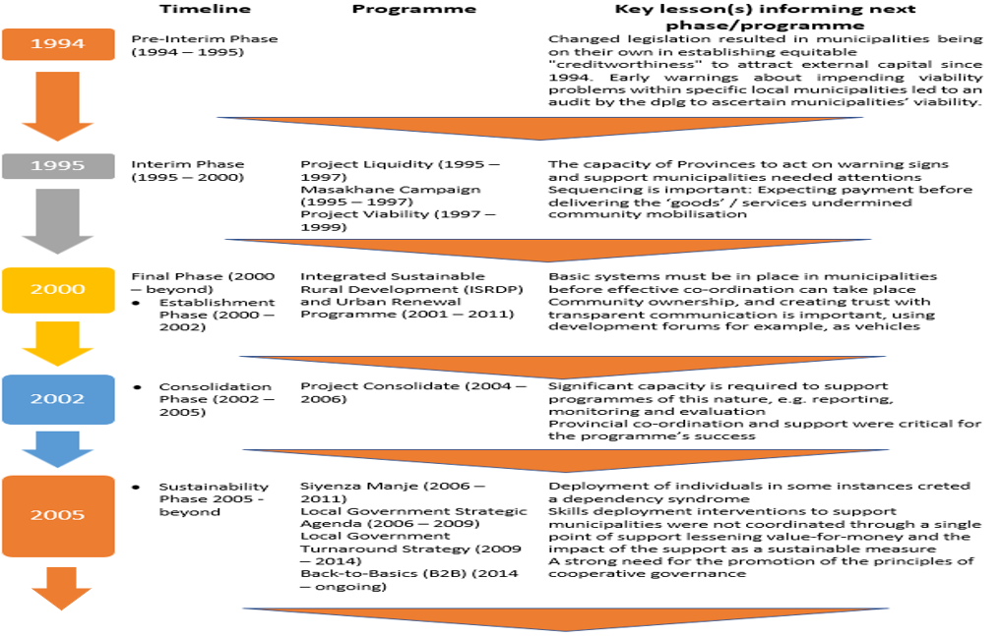 Timeline
Programme
Key lesson(s) informing next
phase/programme
1994
Pre-Interim Phase
(1994 – 1995)
Changed legislation resulted in municipalities being
on their own in establishing equitable
"creditworthiness" to attract external capital since
1994. Early warnings about impending viability
problems within specific local municipalities led to an
audit by the dplg to ascertain municipalities’ viability.
1995
Interim Phase
(1995 – 2000)
Project Liquidity (1995 –
1997)
Masakhane Campaign
(1995 – 1997)
Project Viability (1997 –
1999)
The capacity of Provinces to act on warning signs
and support municipalities needed attentions
Sequencing is important: Expecting payment before
delivering the ‘goods’ / services undermined
community mobilisation
2000
Final Phase (2000
– beyond)
• Establishment
Phase (2000 –
2002)
Integrated Sustainable
Rural Development (ISRDP)
and Urban Renewal
Programme (2001 – 2011)
Basic systems must be in place in municipalities
before effective co-ordination can take place
Community ownership, and creating trust with
transparent communication is important, using
development forums for example, as vehicles
2002
• Consolidation
Phase (2002 –
2005)
Project Consolidate (2004 –
2006)
Significant capacity is required to support
programmes of this nature, e.g. reporting,
monitoring and evaluation
Provincial co-ordination and support were critical for
the programme’s success
2005
• Sustainability
Phase 2005 -
beyond
Siyenza Manje (2006 –
2011)
Local Government Strategic
Agenda (2006 – 2009)
Local Government
Turnaround Strategy (2009
– 2014)
Back-to-Basics (B2B) (2014
– ongoing)
Deployment of individuals in some instances creted
a dependency syndrome
Skills deployment interventions to support
municipalities were not coordinated through a single
point of support lessening value-for-money and the
impact of the support as a sustainable measure
A strong need for the promotion of the principles of
cooperative governance